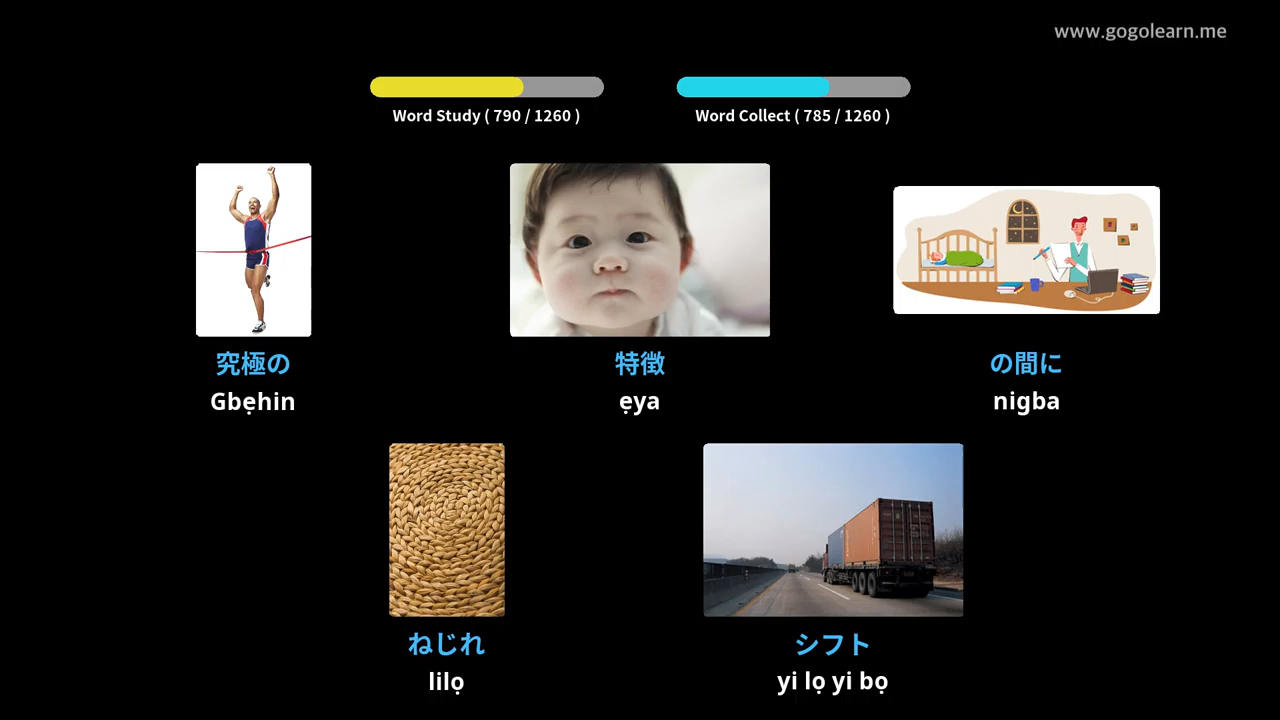 www.gogolearn.me
Word Study ( 790 / 1260 )
Word Collect ( 785 / 1260 )
究極の
Gbẹhin
特徴
ẹya
の間に
nigba
ねじれ
lilọ
シフト
yi lọ yi bọ